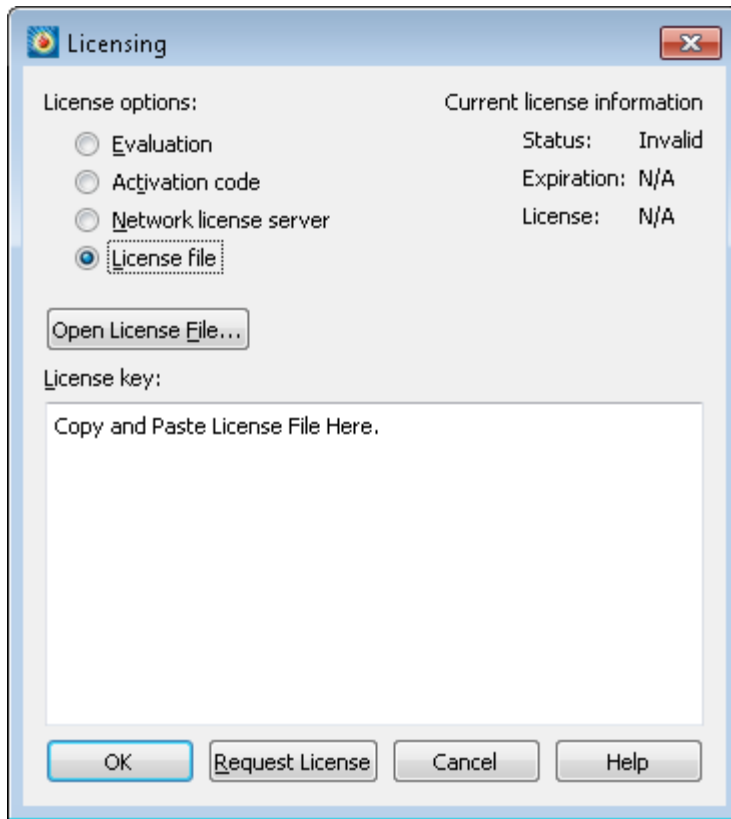 Licensing
License options:
Evaluation
Activation code
Network license server
License file
Current license information
Status: Invalid
Expiration: N/A
License: N/A
Open License File...
License key:
Copy and Paste License File Here.
OK Request License Cancel Help